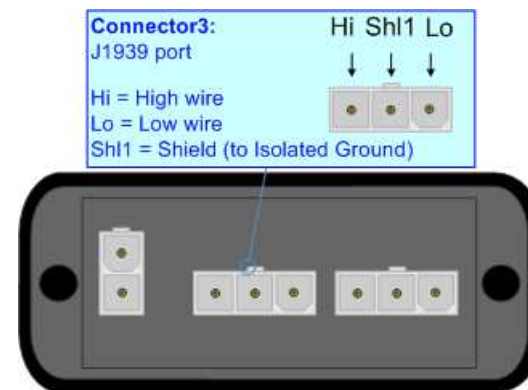 Connector3:
J1939 port
Hi = High wire
Lo = Low wire
Shl1 = Shield (to Isolated Ground)
Hi Shl1 Lo